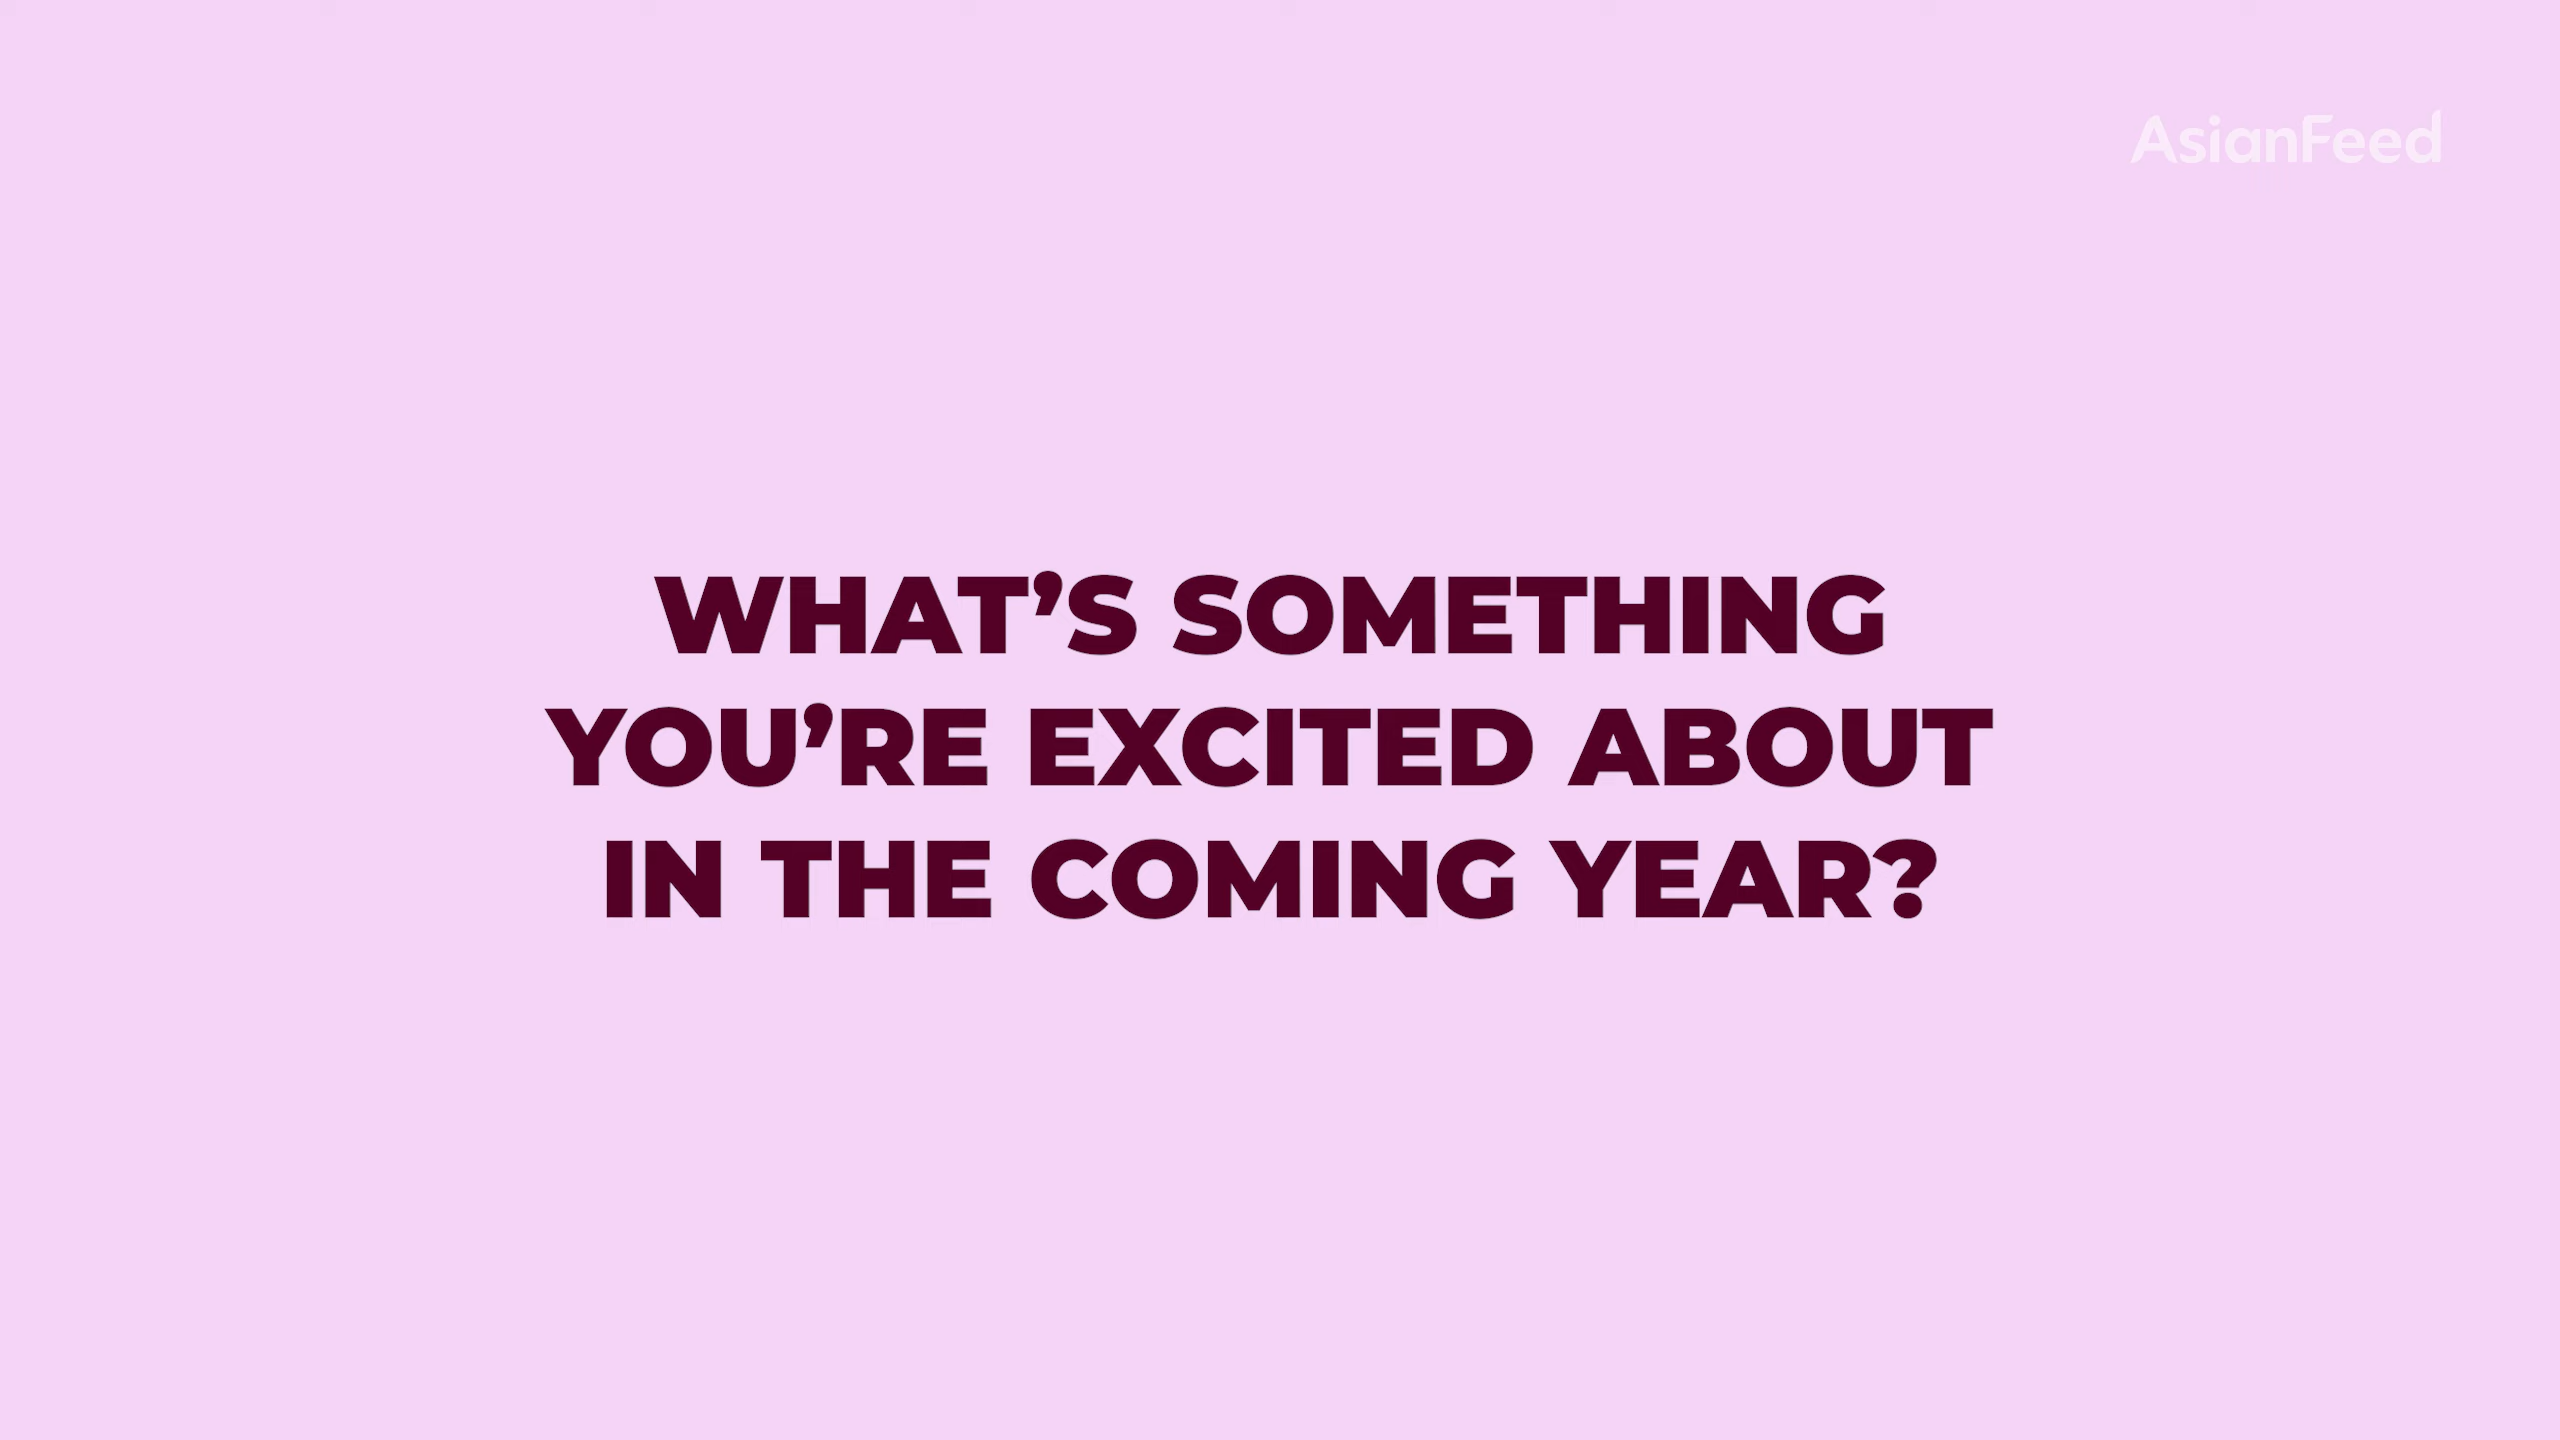 AsianFeed
WHAT’S SOMETHING
YOU’RE EXCITED ABOUT
IN THE COMING YEAR?